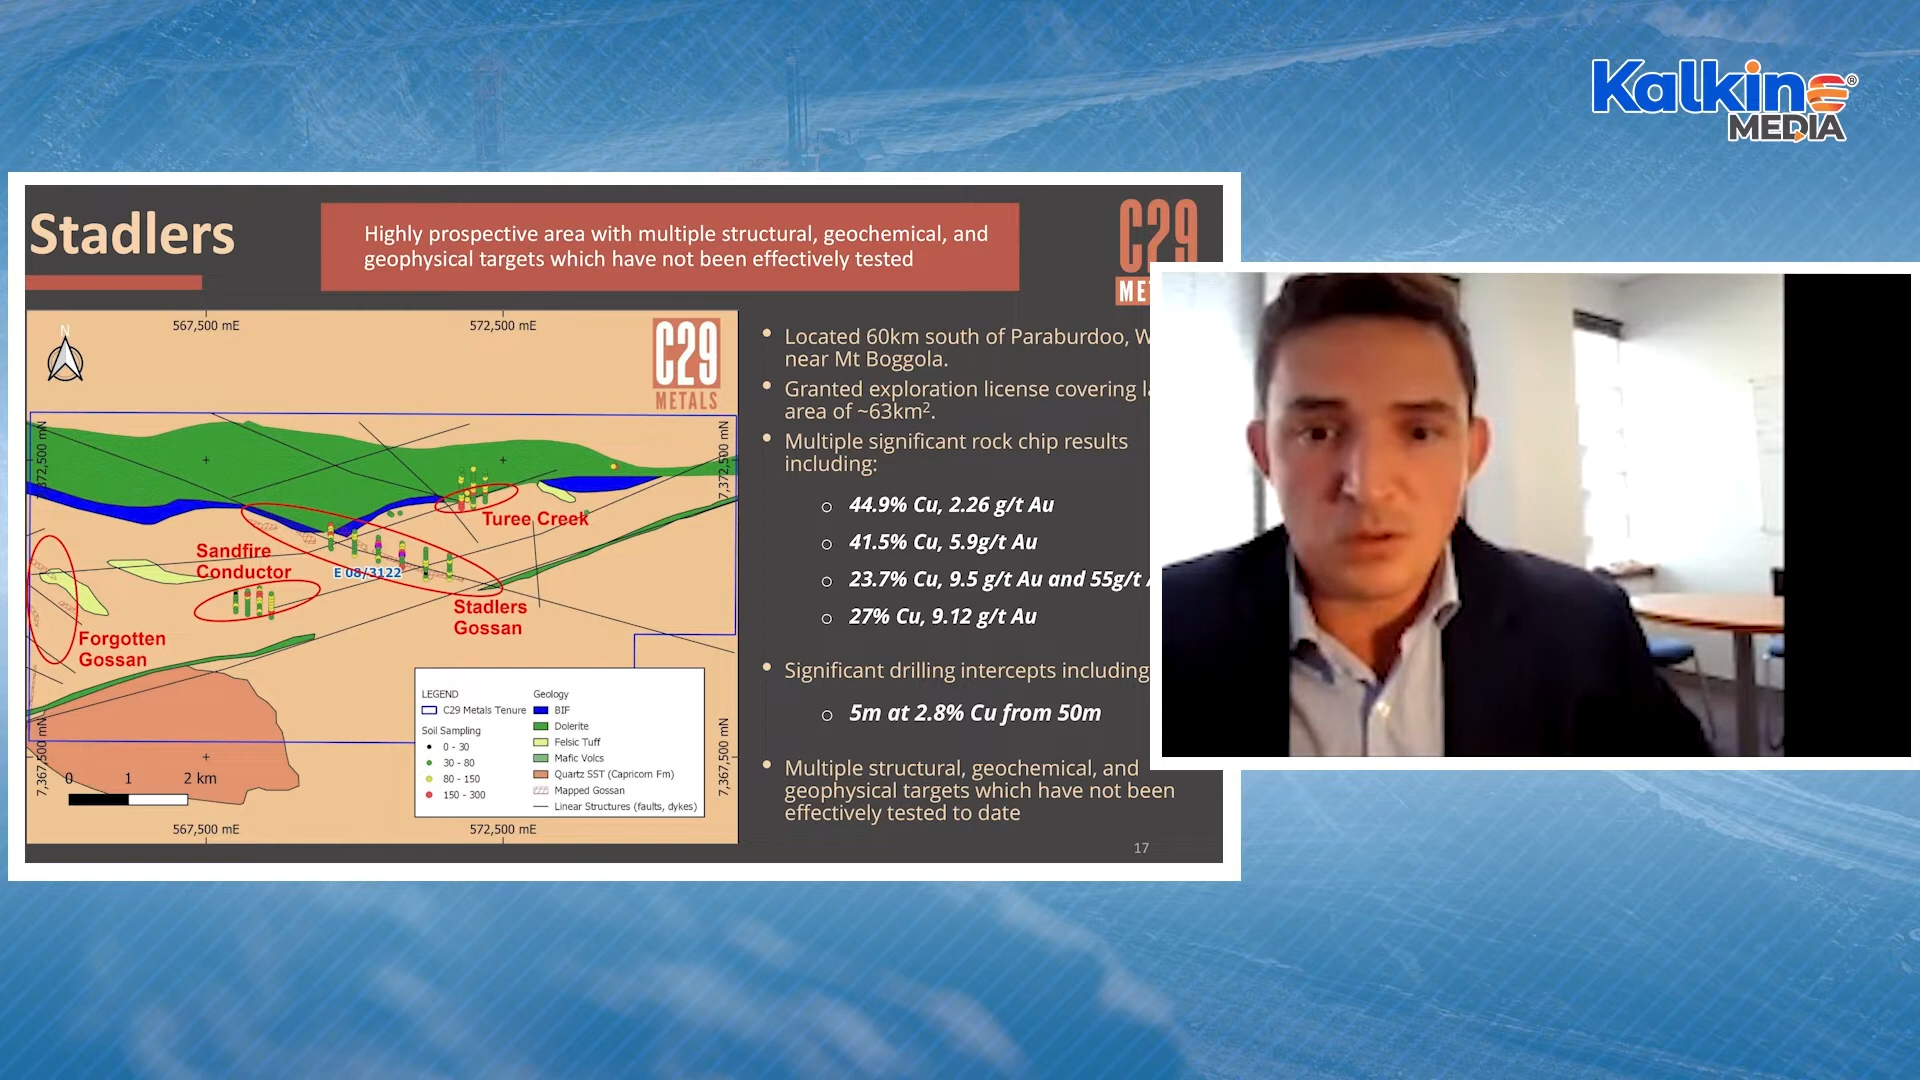 Kalkine®
MEDIA
Stadlers
Highly prospective area with multiple structural, geochemical, and
geophysical targets which have not been effectively tested
C29
567,500 mE
572,500 mE
N
C29
METALS
7,372,500 mN
Turee Creek
Sandfire
Conductor
E 08/3122
Stadlers
Gossan
Forgotten
Gossan
LEGEND
C29 Metals Tenure
Soil Sampling
0 - 30
30 - 80
80 - 150
150 - 300
Geology
BIF
Dolerite
Felsic Tuff
Mafic Volcs
Quartz SST (Capricorn Fm)
Mapped Gossan
Linear Structures (faults, dykes)
7,367,500 mN
7,367,500 mN
0 1 2 km
567,500 mE
572,500 mE
• Located 60km south of Paraburdoo,
near Mt Boggola.
• Granted exploration license covering
area of ~63km².
• Multiple significant rock chip results
including:
o 44.9% Cu, 2.26 g/t Au
o 41.5% Cu, 5.9g/t Au
o 23.7% Cu, 9.5 g/t Au and 55g/t
o 27% Cu, 9.12 g/t Au
• Significant drilling intercepts including
o 5m at 2.8% Cu from 50m
• Multiple structural, geochemical, and
geophysical targets which have not been
effectively tested to date
17